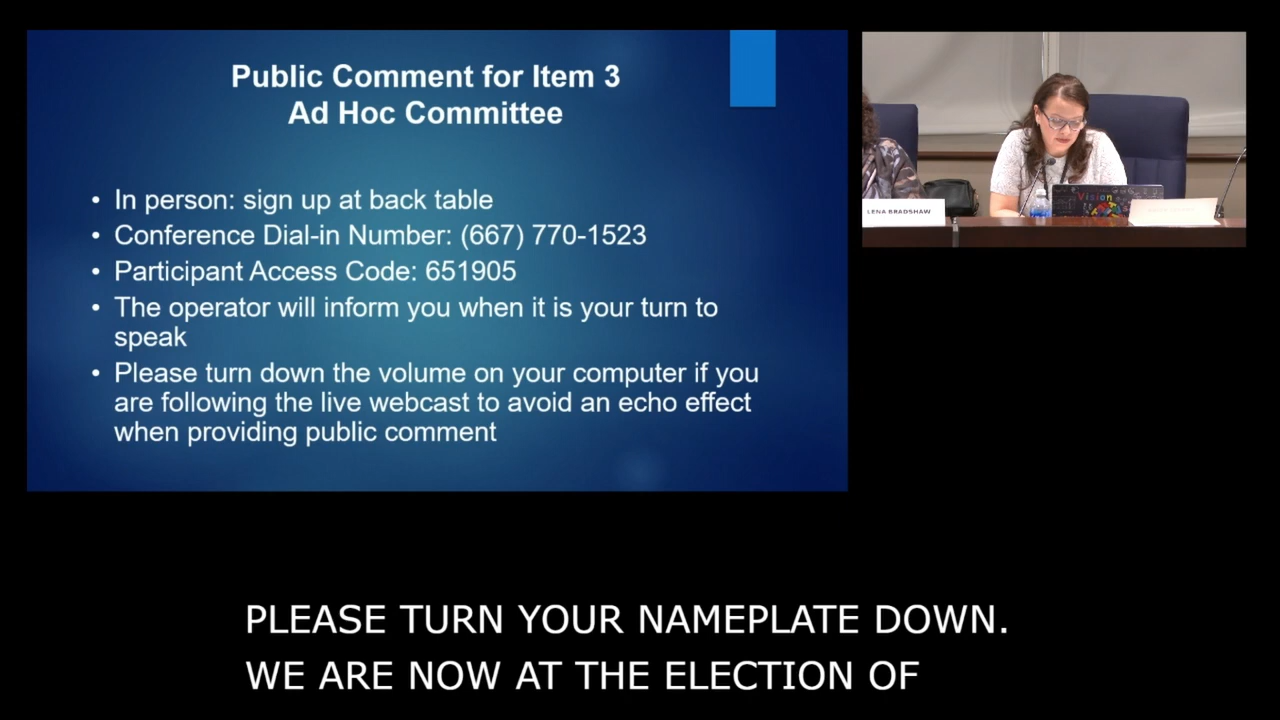 Public Comment for Item 3
Ad Hoc Committee
• In person: sign up at back table
• Conference Dial-in Number: (667) 770-1523
• Participant Access Code: 651905
• The operator will inform you when it is your turn to
speak
• Please turn down the volume on your computer if you
are following the live webcast to avoid an echo effect
when providing public comment
LENA BRADSHAW
Vision
PLEASE TURN YOUR NAMEPLATE DOWN.
WE ARE NOW AT THE ELECTION OF